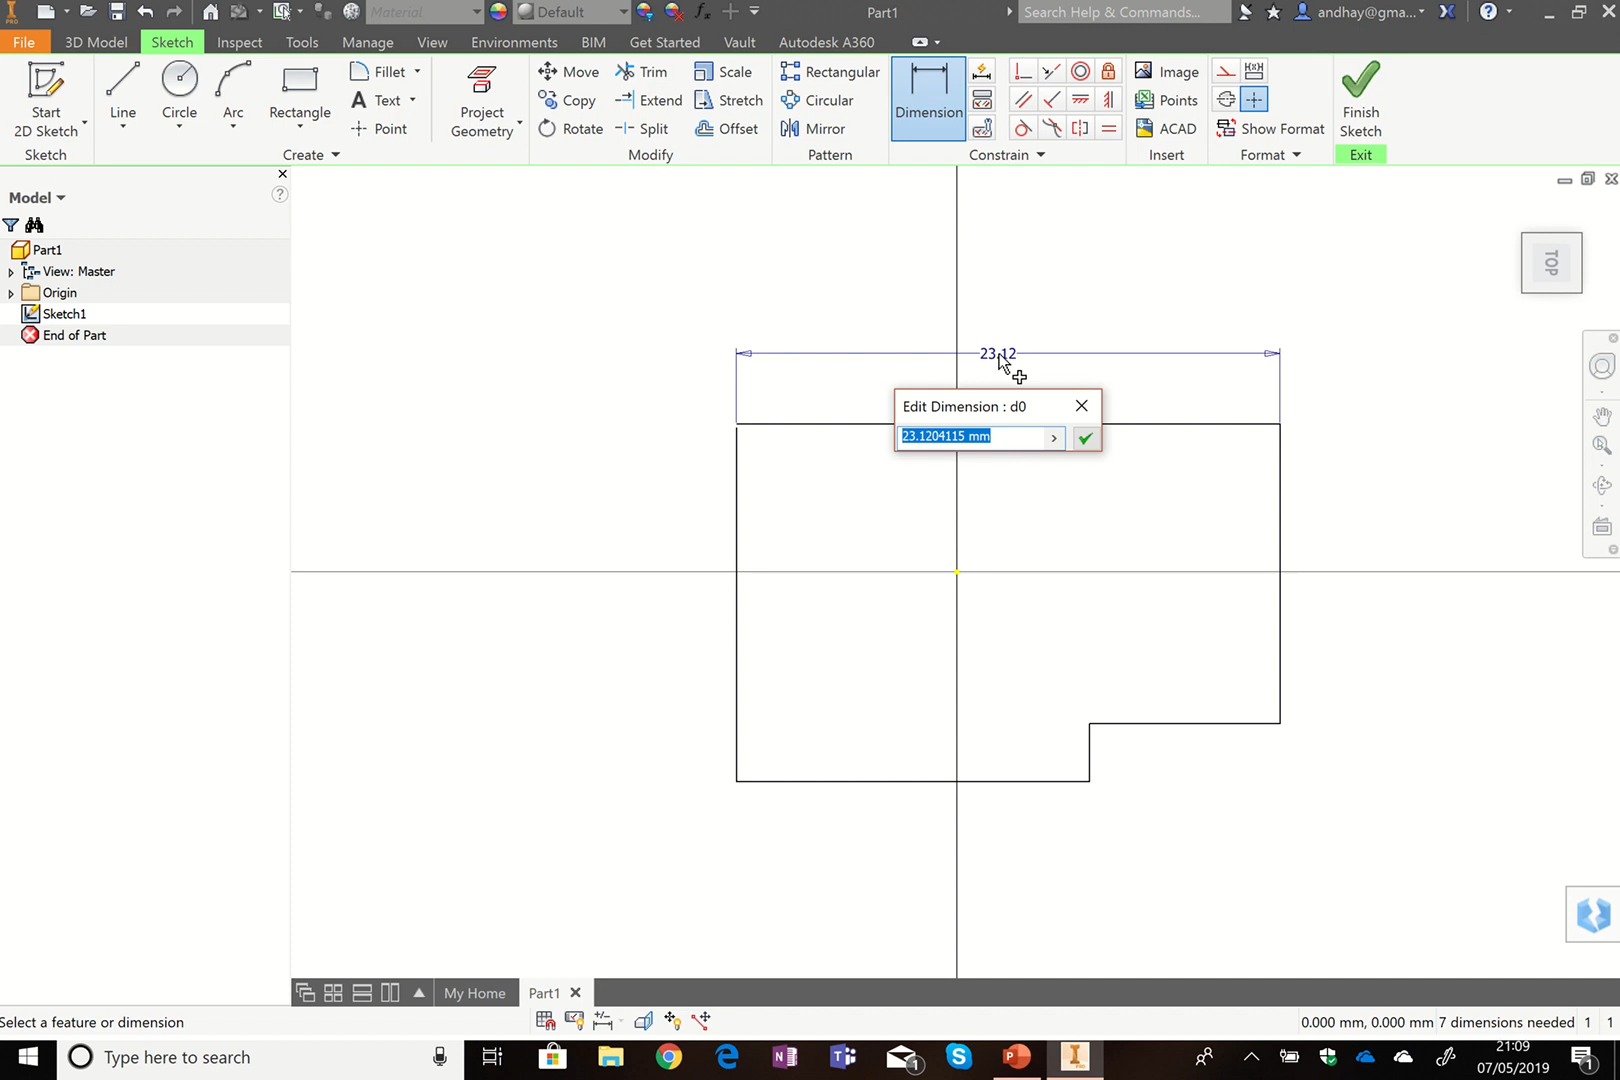 Material
Default
Part1
Search Help & Commands...
andhay@gma...
PRO
File
3D Model
Sketch
Inspect
Tools
Manage
View
Environments
BIM
Get Started
Vault
Autodesk A360
Start
2D Sketch
Line
Circle
Arc
Rectangle
Fillet
Text
Point
Project
Geometry
Move
Copy
Rotate
Trim
Extend
Split
Scale
Stretch
Offset
Rectangular
Circular
Mirror
Dimension
Image
Points
ACAD
Show Format
Finish
Sketch
Sketch
Create
Modify
Pattern
Constrain
Insert
Format
Exit
Model
Part1
View: Master
Origin
Sketch1
End of Part
TOP
23.12
Edit Dimension : d0
23.1204115 mm
My Home
Part1
Select a feature or dimension
0.000 mm, 0.000 mm
7 dimensions needed
1
1
Type here to search
1
21:09
07/05/2019
1